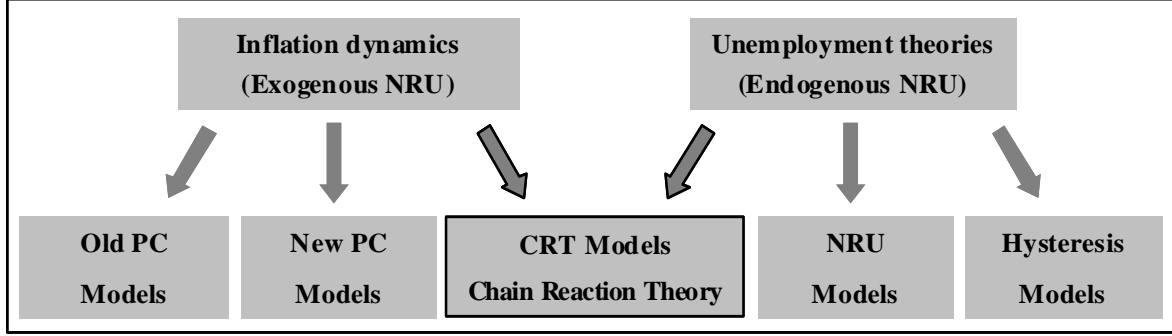 Inflation dynamics
(Exogenous NRU)
Unemployment theories
(Endogenous NRU)
Old PC
Models
New PC
Models
CRT Models
Chain Reaction Theory
NRU
Models
Hysteresis
Models